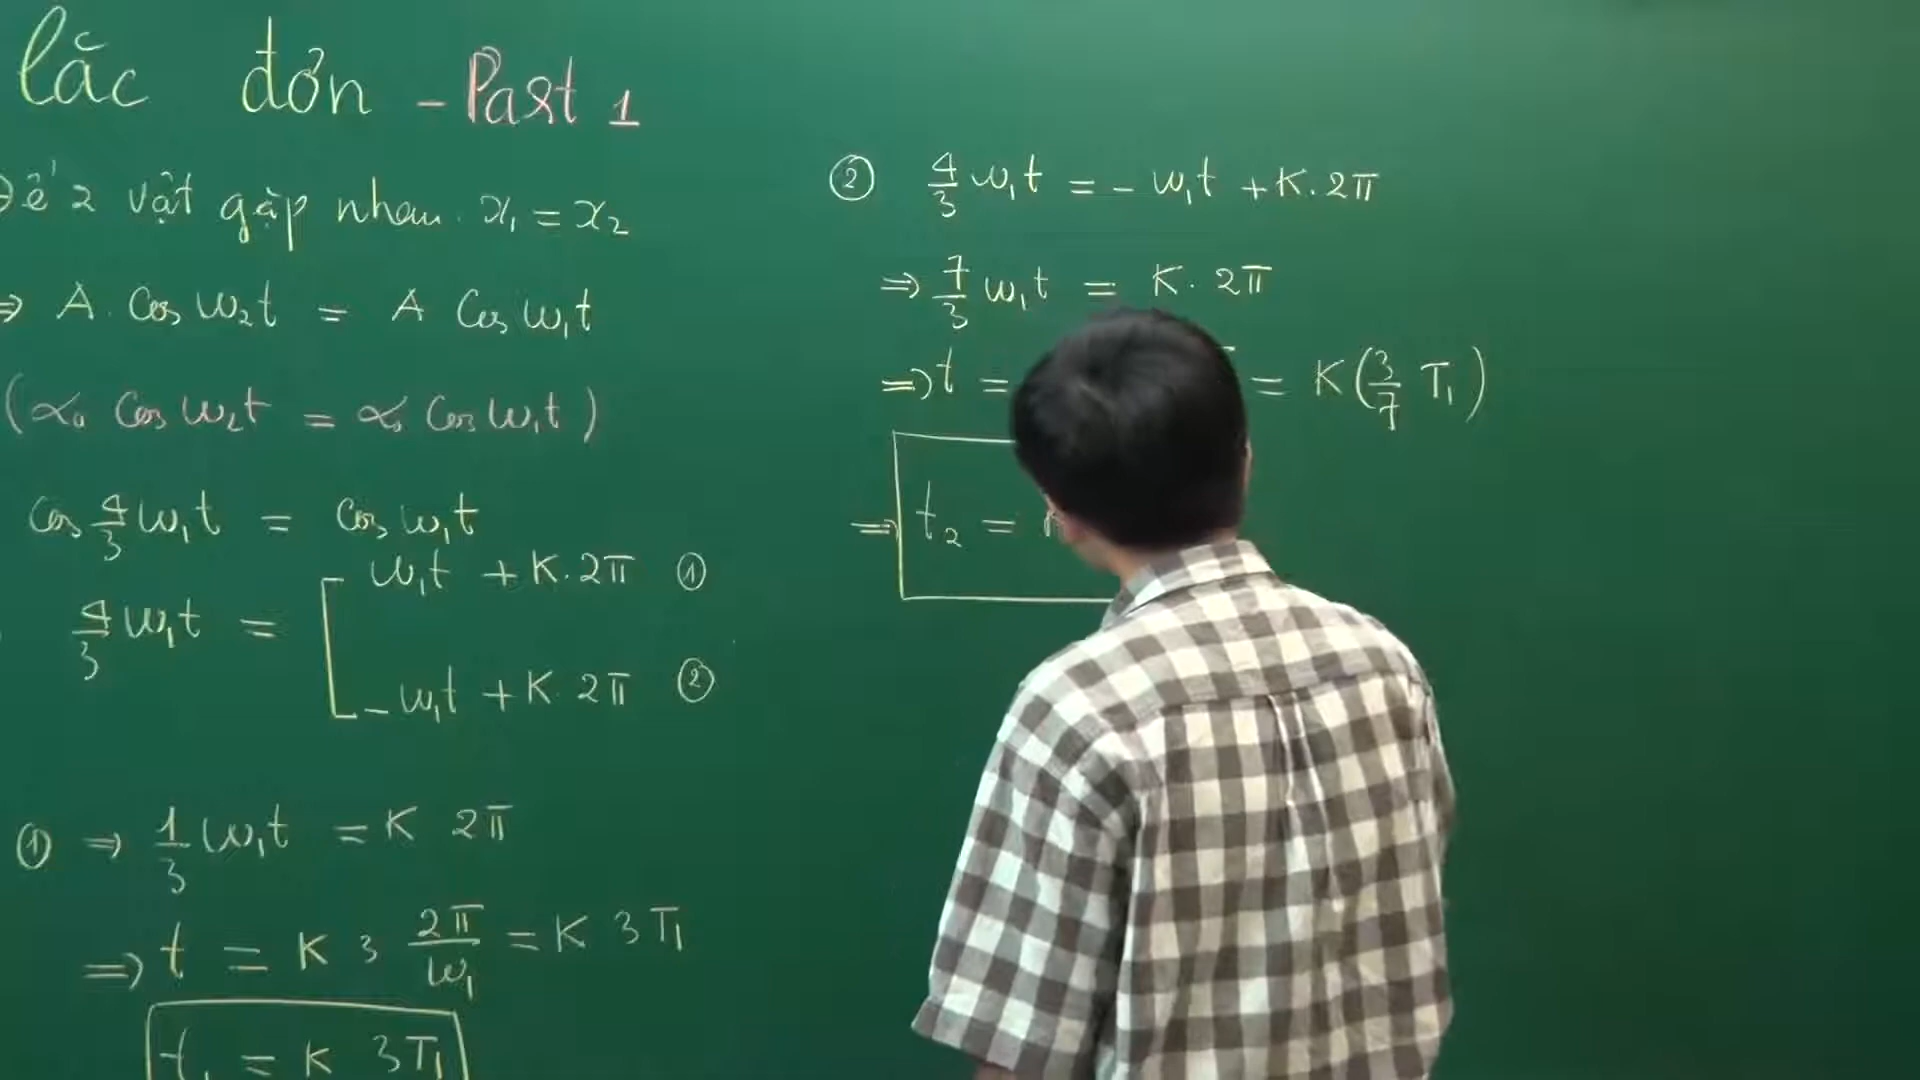 lắc đơn - Part 1
Để 2 vật gặp nhau. x₁ = x₂
⇒ A. Cos ω₂t = A Cos ω₁t
(α₀ Cos ω₂t = α₀ Cos ω₁t)
Cos 4/3 ω₁t = Cos ω₁t
4/3 ω₁t = [ ω₁t + K.2π ①
- ω₁t + K 2π ②
① ⇒ 1/3 ω₁t = K 2π
⇒ t = K 3 2π/ω₁ = K 3T₁
t₁ = K 3T₁
② 4/3 ω₁t = - ω₁t + K.2π
⇒ 7/3 ω₁t = K. 2π
⇒ t = = K(3/7 T₁)
⇒ t₂ =